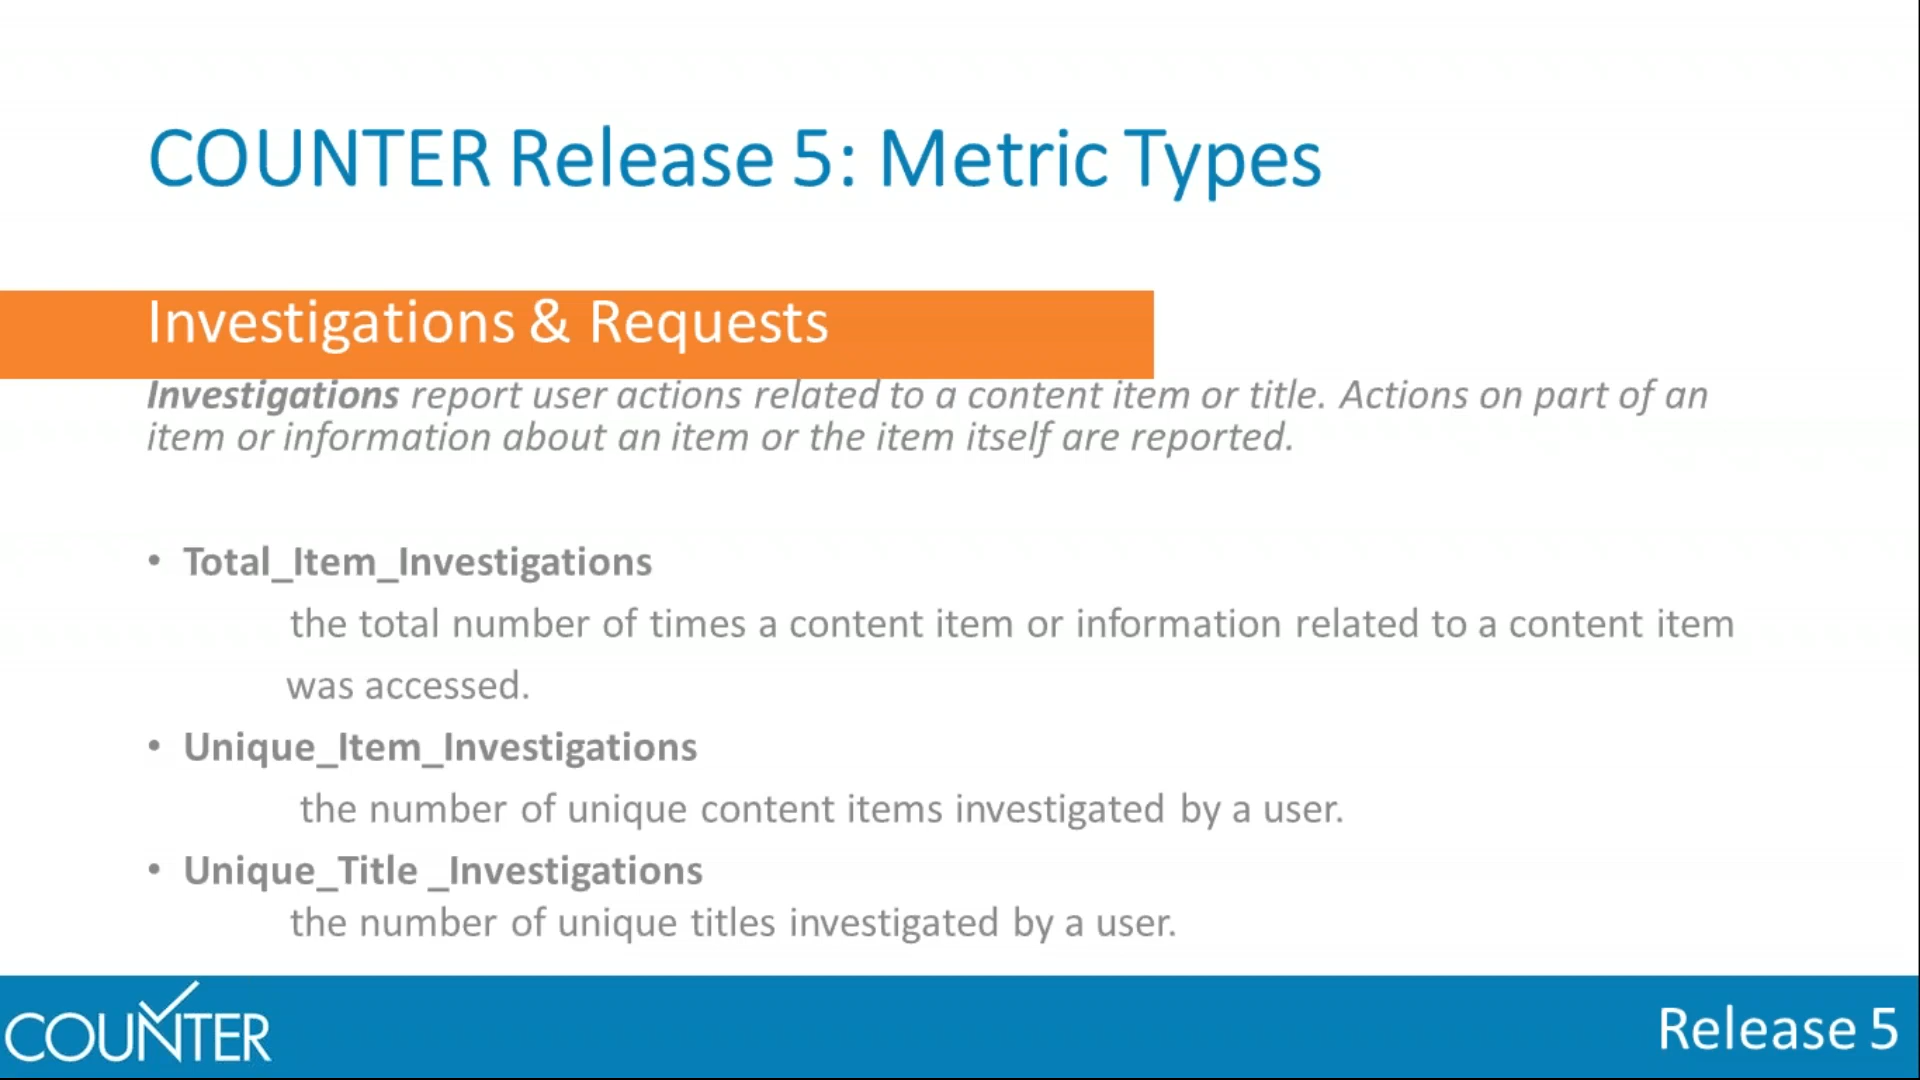 COUNTER Release 5: Metric Types
Investigations & Requests
Investigations report user actions related to a content item or title. Actions on part of an
item or information about an item or the item itself are reported.
• Total_Item_Investigations
the total number of times a content item or information related to a content item
was accessed.
• Unique_Item_Investigations
the number of unique content items investigated by a user.
• Unique_Title _Investigations
the number of unique titles investigated by a user.
COUNTER
Release 5